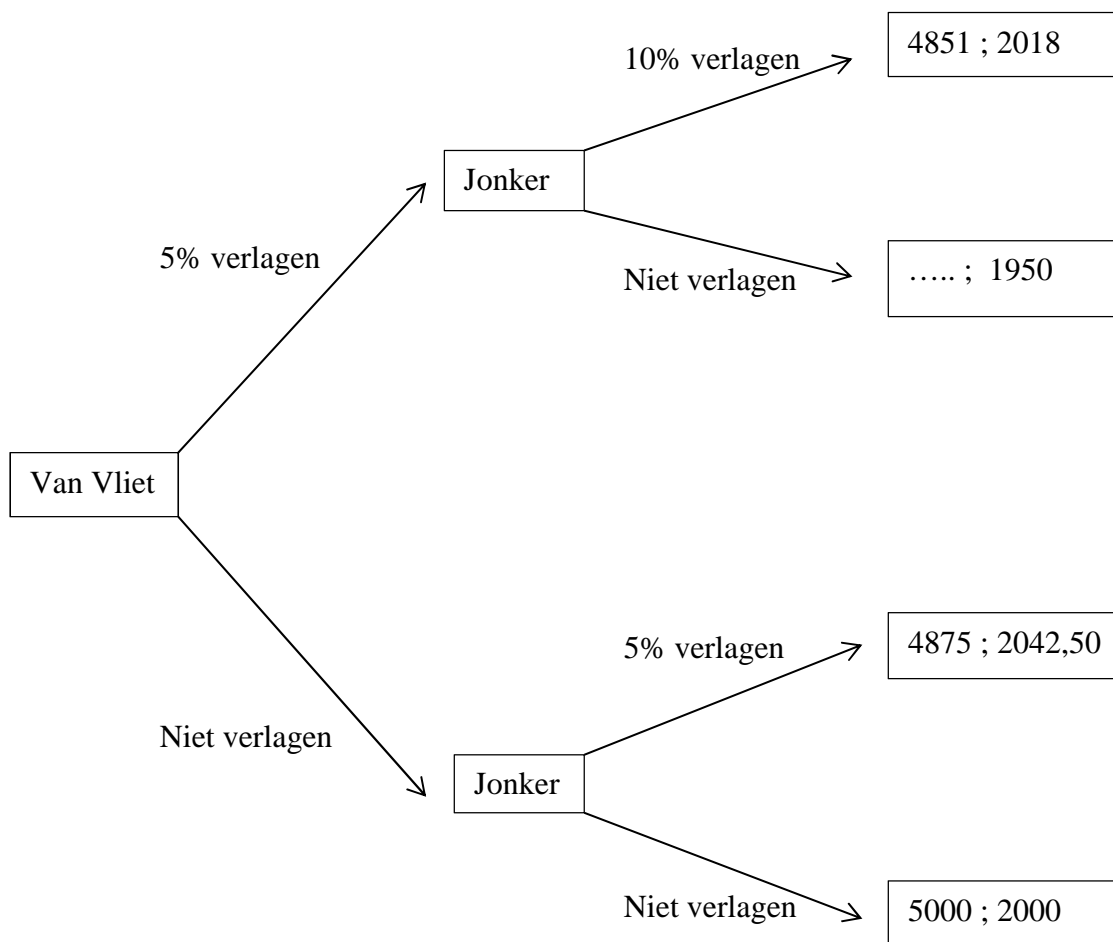 10% verlagen
4851 ; 2018
Jonker
5% verlagen
Niet verlagen
….. ;  1950
Van Vliet
5% verlagen
4875 ; 2042,50
Niet verlagen
Jonker
Niet verlagen
5000 ; 2000